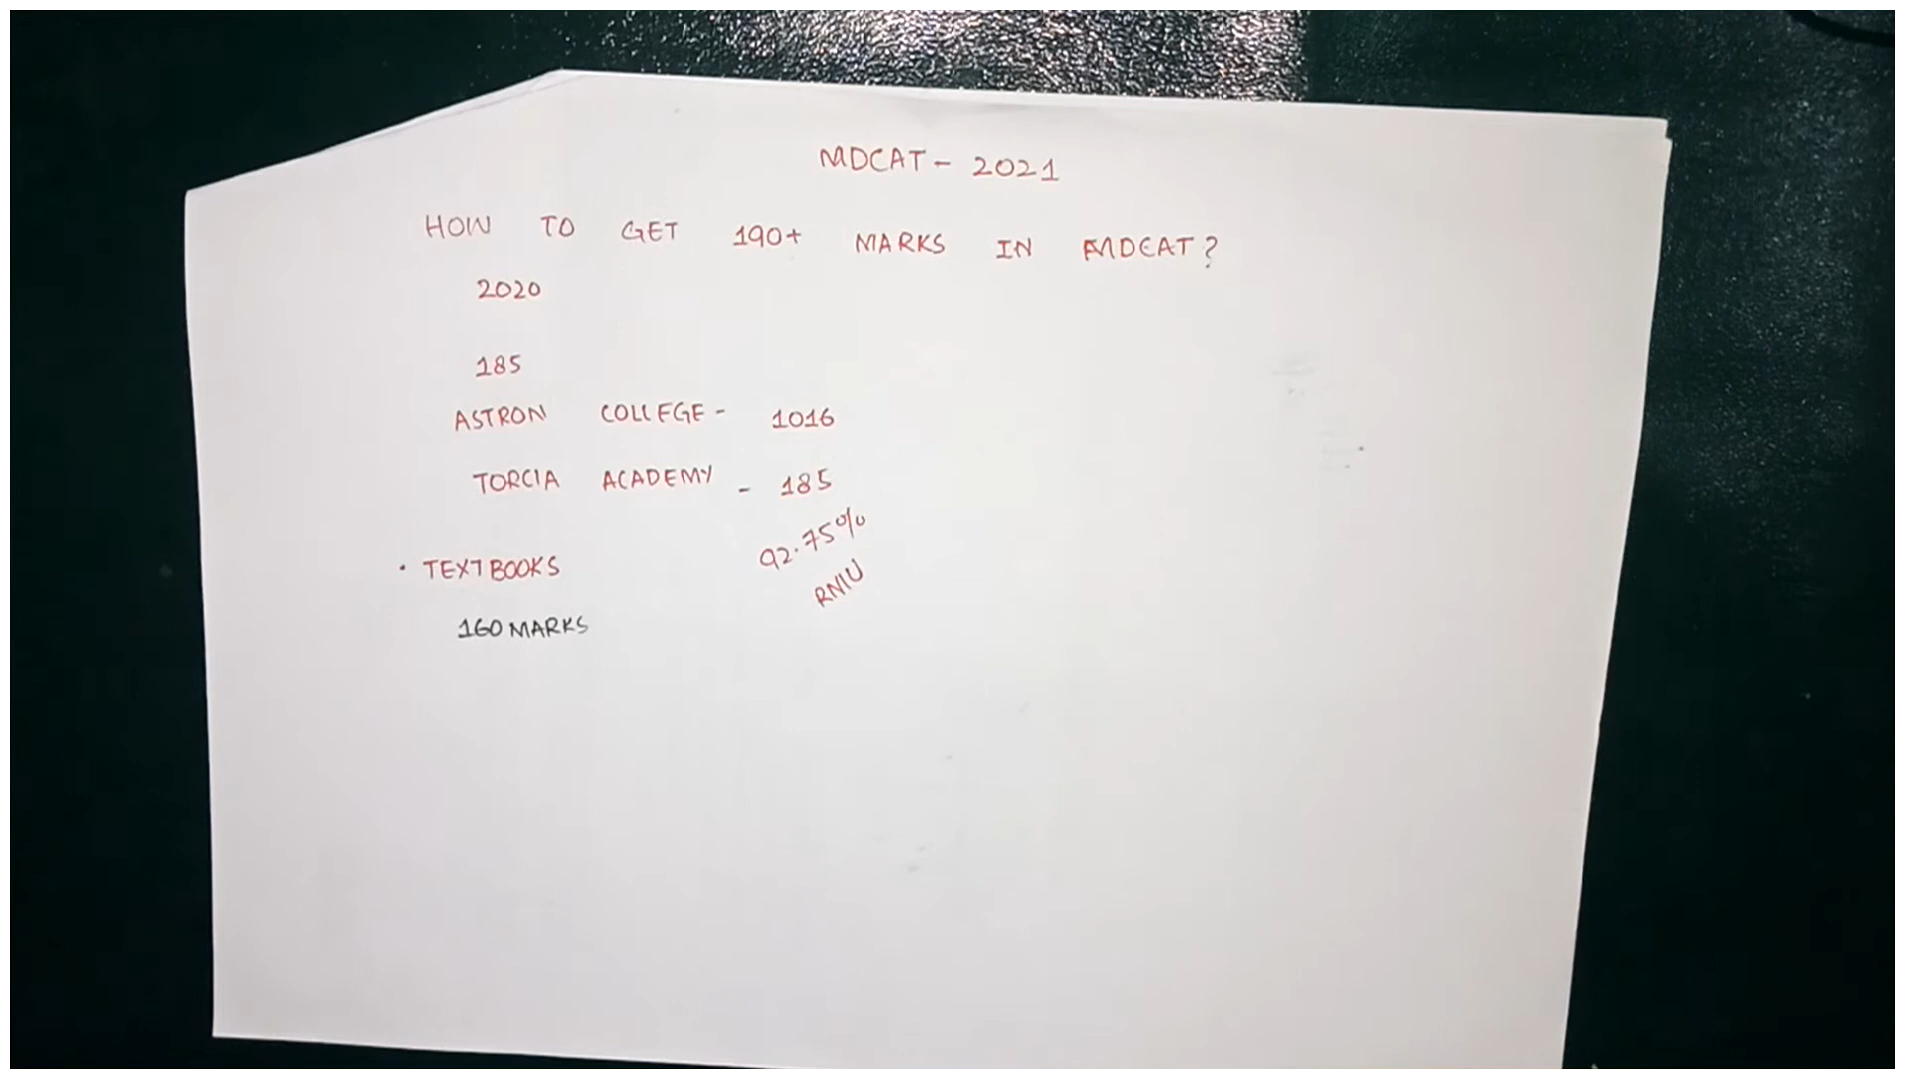 MDCAT - 2021
HOW TO GET 190+ MARKS IN MDCAT?
2020
185
ASTRON COLLEGE - 1016
TORCIA ACADEMY - 185
92.75%
RMU
• TEXTBOOKS
160 MARKS